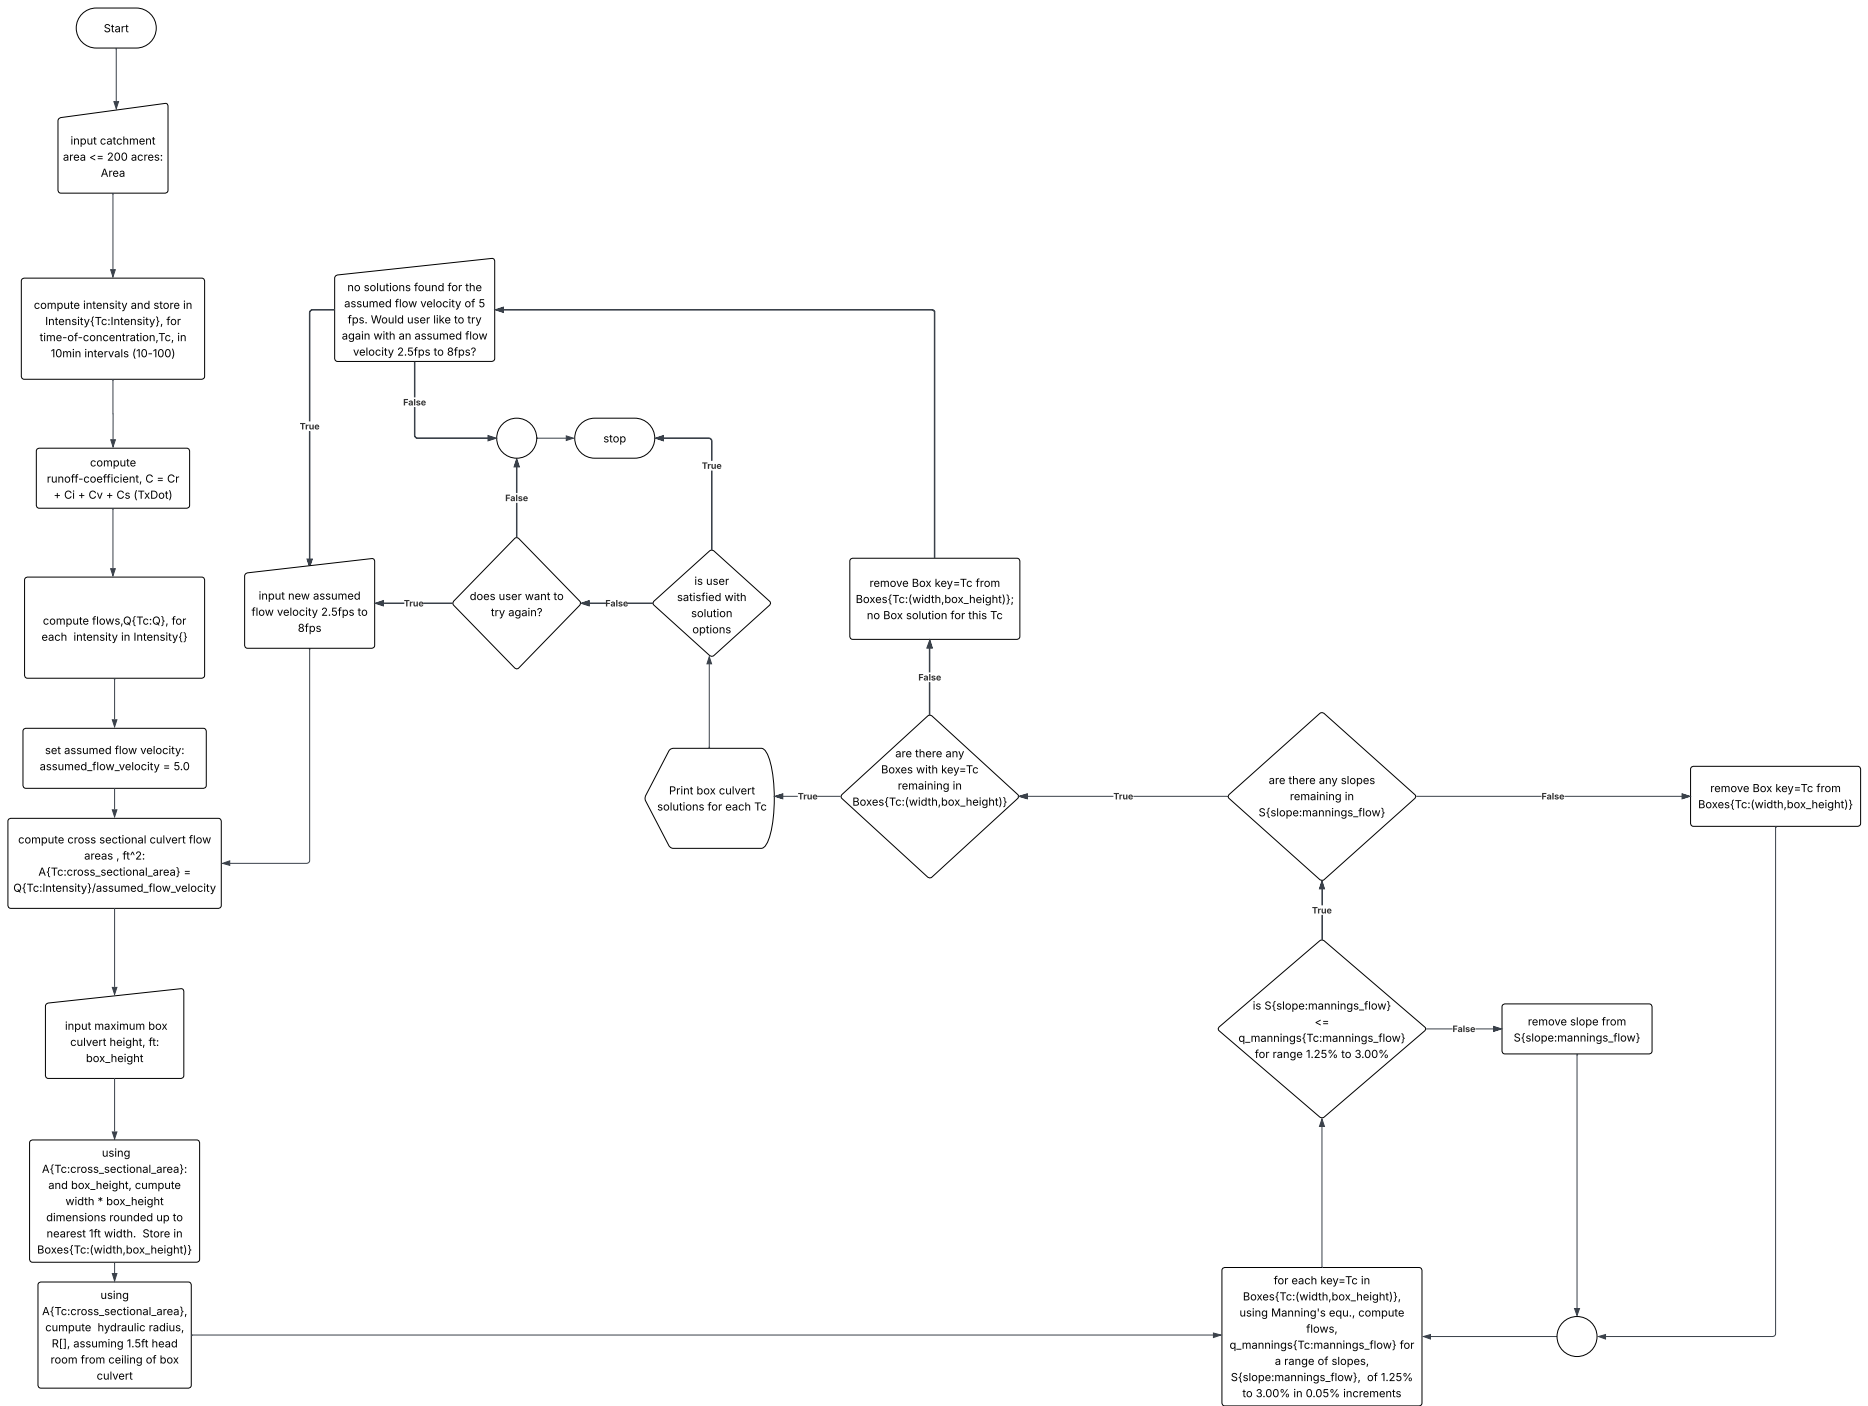 Start
input catchment
area <= 200 acres:
Area
compute intensity and store in
Intensity{Tc:Intensity}, for
time-of-concentration,Tc, in
10min intervals (10-100)
compute
runoff-coefficient, C = Cr
+ Ci + Cv + Cs (TxDot)
compute flows,Q{Tc:Q}, for
each intensity in Intensity{}
set assumed flow velocity:
assumed_flow_velocity = 5.0
compute cross sectional culvert flow
areas , ft^2:
A{Tc:cross_sectional_area} =
Q{Tc:Intensity}/assumed_flow_velocity
input maximum box
culvert height, ft:
box_height
using
A{Tc:cross_sectional_area}:
and box_height, cumpute
width * box_height
dimensions rounded up to
nearest 1ft width. Store in
Boxes{Tc:(width,box_height)}
using
A{Tc:cross_sectional_area},
cumpute hydraulic radius,
R[], assuming 1.5ft head
room from ceiling of box
culvert
no solutions found for the
assumed flow velocity of 5
fps. Would user like to try
again with an assumed flow
velocity 2.5fps to 8fps?
False
True
stop
True
False
input new assumed
flow velocity 2.5fps to
8fps
True
does user want to
try again?
False
is user
satisfied with
solution
options
Print box culvert
solutions for each Tc
True
remove Box key=Tc from
Boxes{Tc:(width,box_height)};
no Box solution for this Tc
False
are there any
Boxes with key=Tc
remaining in
Boxes{Tc:(width,box_height)}
True
are there any slopes
remaining in
S{slope:mannings_flow}
False
remove Box key=Tc from
Boxes{Tc:(width,box_height)}
True
is S{slope:mannings_flow}
<=
q_mannings{Tc:mannings_flow}
for range 1.25% to 3.00%
False
remove slope from
S{slope:mannings_flow}
for each key=Tc in
Boxes{Tc:(width,box_height)},
using Manning's equ., compute
flows,
q_mannings{Tc:mannings_flow} for
a range of slopes,
S{slope:mannings_flow}, of 1.25%
to 3.00% in 0.05% increments